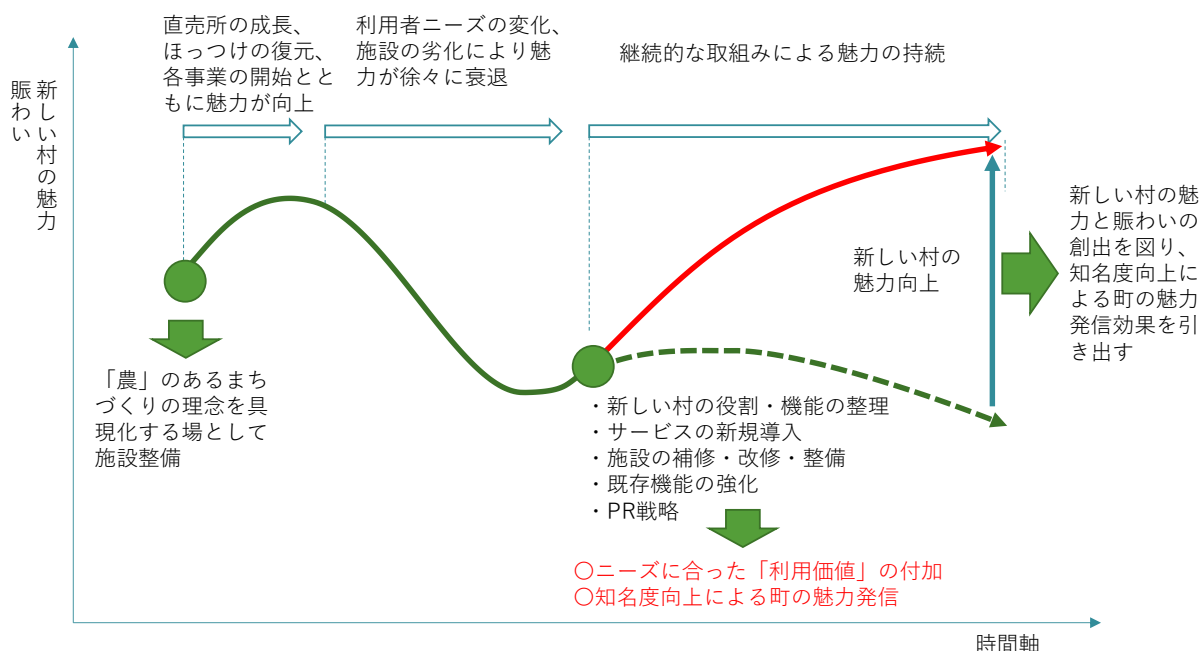 直売所の成長、
ほっつけの復元、
各事業の開始とと
もに魅力が向上
利用者ニーズの変化、
施設の劣化により魅
力が徐々に衰退
継続的な取組みによる魅力の持続
新しい村の魅力
賑わい
新しい村の
魅力向上
新しい村の魅
力と賑わいの
創出を図り、
知名度向上に
よる町の魅力
発信効果を引
き出す
「農」のあるまち
づくりの理念を具
現化する場として
施設整備
・新しい村の役割・機能の整理
・サービスの新規導入
・施設の補修・改修・整備
・既存機能の強化
・PR戦略
〇ニーズに合った「利用価値」の付加
〇知名度向上による町の魅力発信
時間軸